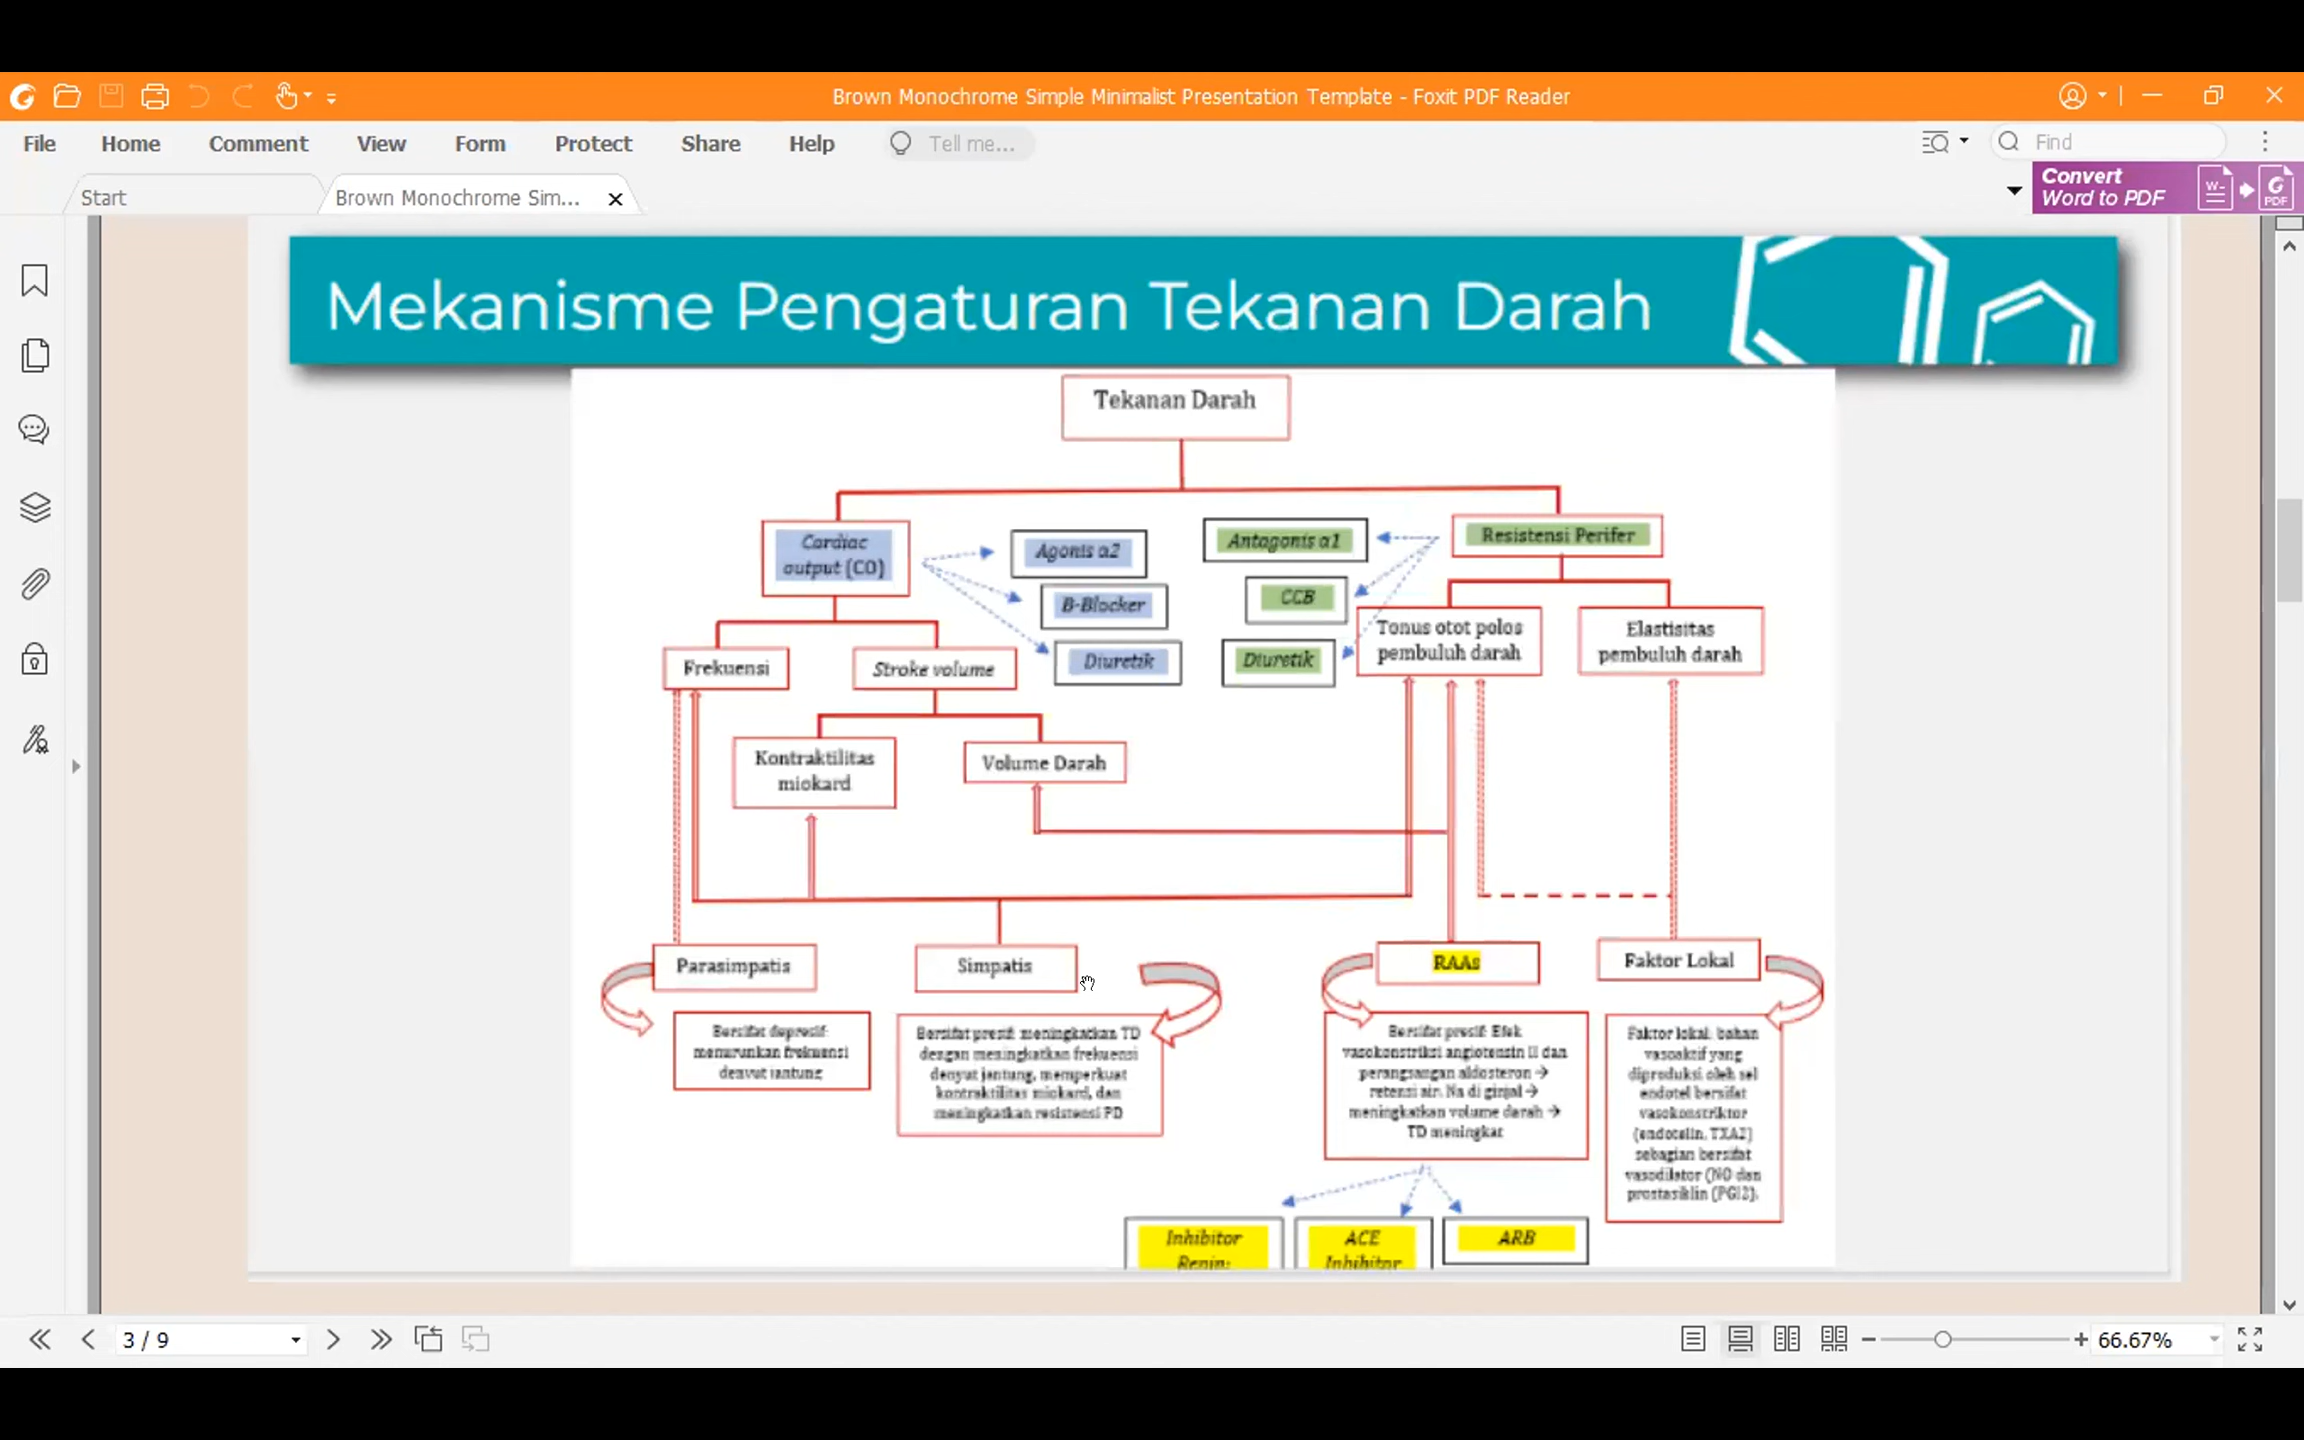 Brown Monochrome Simple Minimalist Presentation Template - Foxit PDF Reader
File Home Comment View Form Protect Share Help Tell me... Find
Start
Brown Monochrome Sim...
Convert
Word to PDF
W-
PDF
Mekanisme Pengaturan Tekanan Darah
Tekanan Darah
Cardiac
output (CO)
Agonis α2
B-Blocker
Diuretik
Antagonis α1
CCB
Diuretik
Resistensi Perifer
Frekuensi
Stroke volume
Tonus otot polos
pembuluh darah
Elastisitas
pembuluh darah
Kontraktilitas
miokard
Volume Darah
Parasimpatis
Simpatis
RAAs
Faktor Lokal
Bersifat depresif:
menurunkan frekuensi
denyut jantung
Bersifat presif: meningkatkan TD
dengan meningkatkan frekuensi
denyut jantung, memperkuat
kontraktilitas miokard, dan
meningkatkan resistensi PD
Bersifat presif: Efek
vasokonstriksi angiotensin II dan
perangsangan aldosteron →
retensi air, Na di ginjal →
meningkatkan volume darah →
TD meningkat
Faktor lokal: bahan
vasoaktif yang
diproduksi oleh sel
endotel bersifat
vasokonstriktor
(endotelin, TXA2)
sebagian bersifat
vasodilator (NO dan
prostasiklin (PGI2).
Inhibitor
Renin:
ACE
Inhibitor
ARB
3 / 9
66.67%